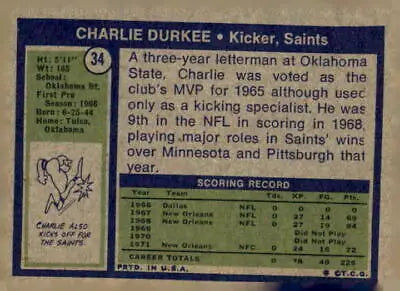 CHARLIE DURKEE • Kicker, Saints
34
Ht: 5'11"
Wt: 165
School:
Oklahoma St.
First Pro
Season: 1966
Born: 6-25-44
Home: Tulsa,
Oklahoma
A three-year letterman at Oklahoma
State, Charlie was voted as the
club's MVP for 1965 although used
only as a kicking specialist. He was
9th in the NFL in scoring in 1968,
playing major roles in Saints' wins
over Minnesota and Pittsburgh that
year.
CHARLIE ALSO
KICKS OFF FOR
THE SAINTS.
SCORING RECORD
Year Team Tds XP. FG. Pts.
1966 Dallas NFL 0 0 0 0
1967 New Orleans NFL 0 27 14 69
1968 New Orleans NFL 0 27 19 84
1969 Did Not Play
1970 Did Not Play
1971 New Orleans NFC 0 24 16 72
CAREER TOTALS 0 78 225
PRTD. IN U.S.A. © T.C.G.